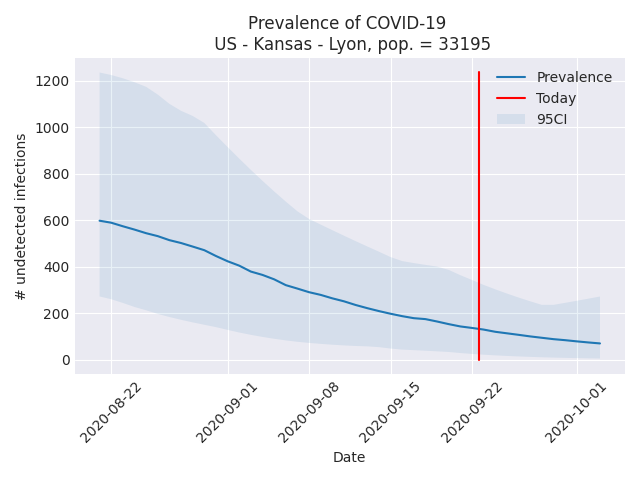 Prevalence of COVID-19
US - Kansas - Lyon, pop. = 33195
Prevalence
Today
95CI
1200
1000
800
600
400
200
0
# undetected infections
2020-08-22
2020-09-01
2020-09-08
2020-09-15
2020-09-22
2020-10-01
Date